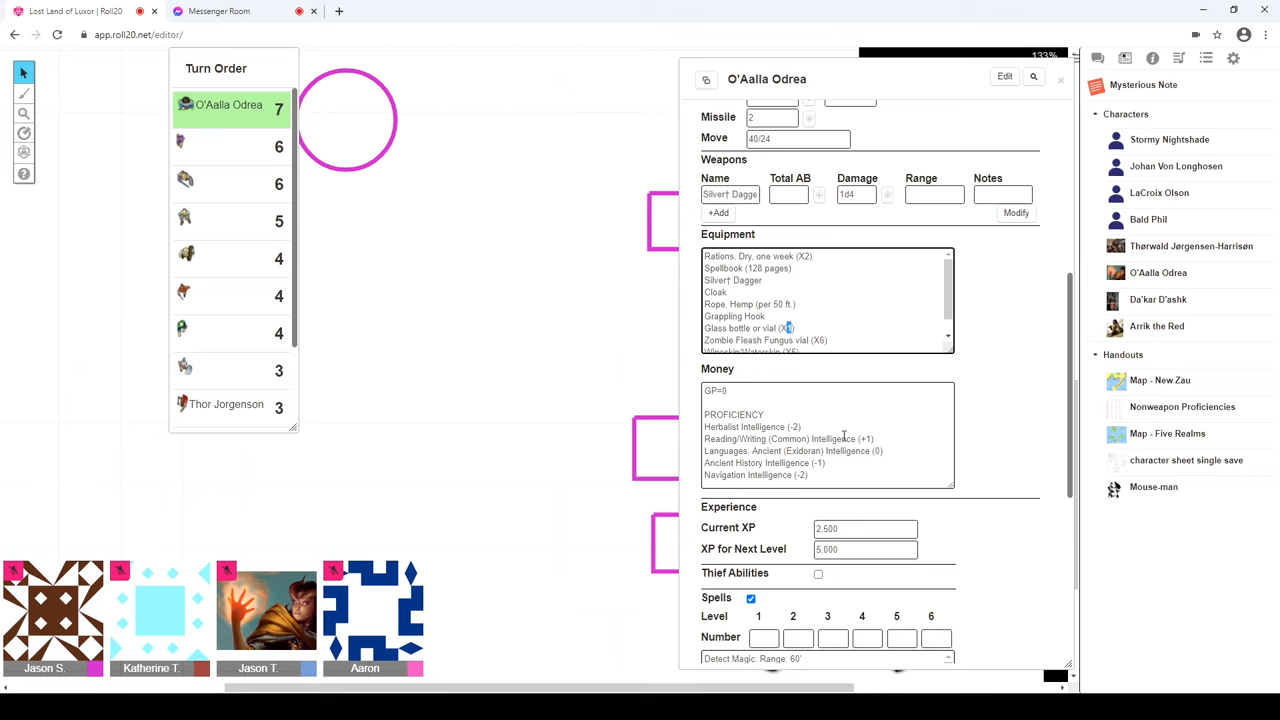 Lost Land of Luxor | Roll20
Messenger Room
app.roll20.net/editor/
133%
Turn Order
O'Aalla Odrea 7
6
6
5
4
4
4
3
Thor Jorgenson 3
Jason S.
Katherine T.
Jason T.
Aaron
O'Aalla Odrea
Edit
Missile 2
Move 40/24
Weapons
Name Total AB Damage Range Notes
Silver† Dagge 1d4
+Add Modify
Equipment
Rations, Dry, one week (X2)
Spellbook (128 pages)
Silver† Dagger
Cloak
Rope, Hemp (per 50 ft.)
Grappling Hook
Glass bottle or vial (X1)
Zombie Fleash Fungus vial (X6)
Wineskin/Waterskin (X5)
Money
GP=0
PROFICIENCY
Herbalist Intelligence (-2)
Reading/Writing (Common) Intelligence (+1)
Languages, Ancient (Exidoran) Intelligence (0)
Ancient History Intelligence (-1)
Navigation Intelligence (-2)
Experience
Current XP 2,500
XP for Next Level 5,000
Thief Abilities
Spells
Level 1 2 3 4 5 6
Number
Detect Magic: Range: 60'
Mysterious Note
Characters
Stormy Nightshade
Johan Von Longhosen
LaCroix Olson
Bald Phil
Thørwald Jørgensen-Harrisøn
O'Aalla Odrea
Da'kar D'ashk
Arrik the Red
Handouts
Map - New Zau
Nonweapon Proficiencies
Map - Five Realms
character sheet single save
Mouse-man